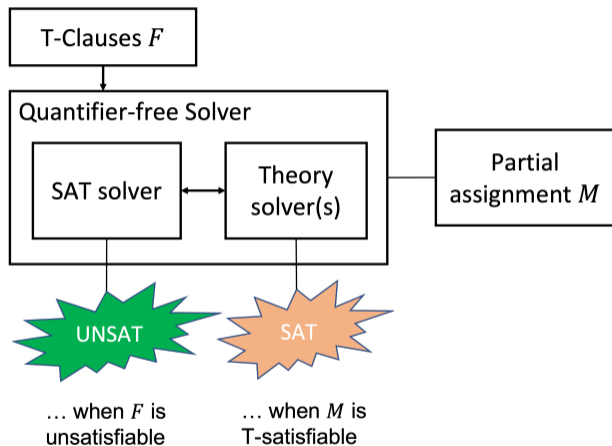 T-Clauses F
Quantifier-free Solver
SAT solver
Theory
solver(s)
Partial
assignment M
UNSAT
SAT
… when F is
unsatisfiable
… when M is
T-satisfiable